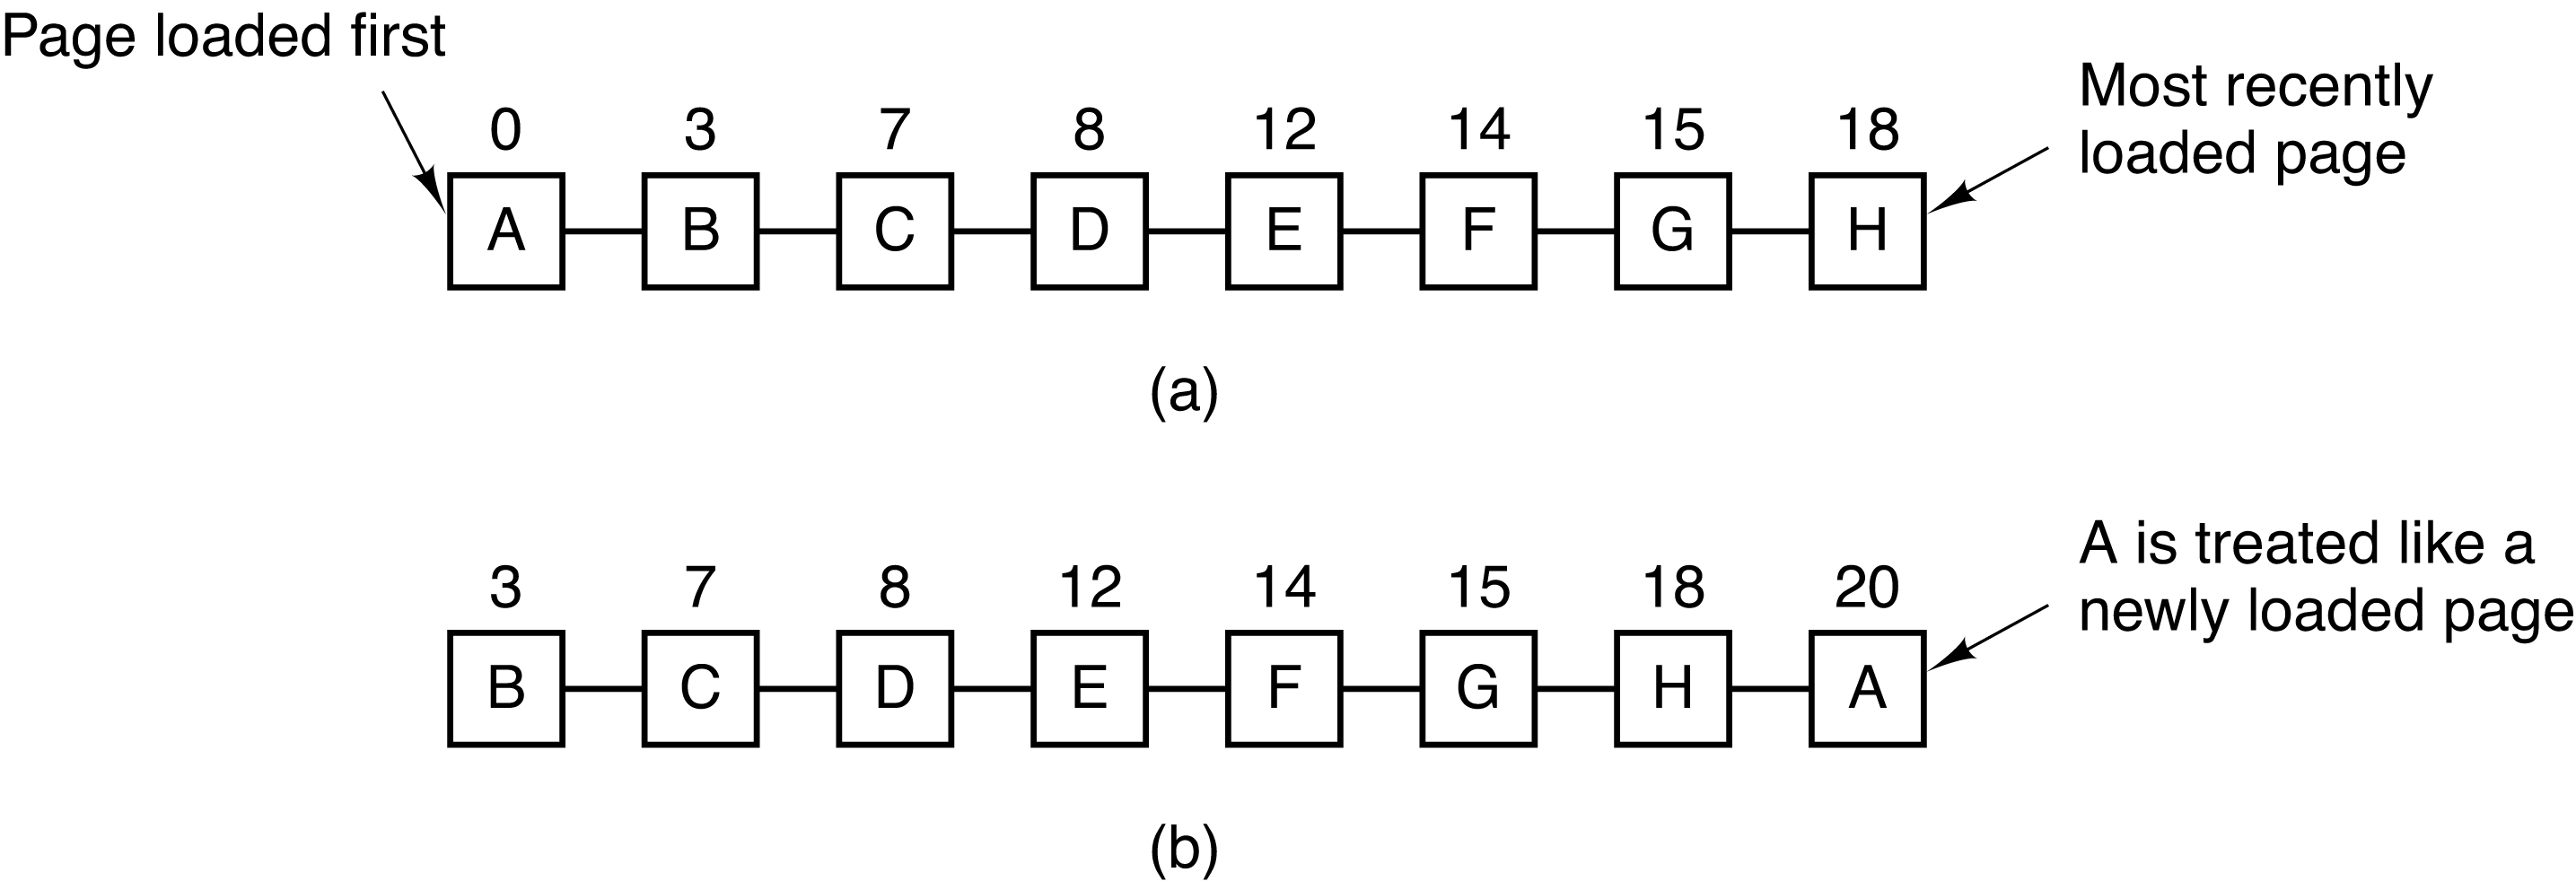 Page loaded first
Most recently
loaded page
0 3 7 8 12 14 15 18
A B C D E F G H
(a)
A is treated like a
newly loaded page
3 7 8 12 14 15 18 20
B C D E F G H A
(b)